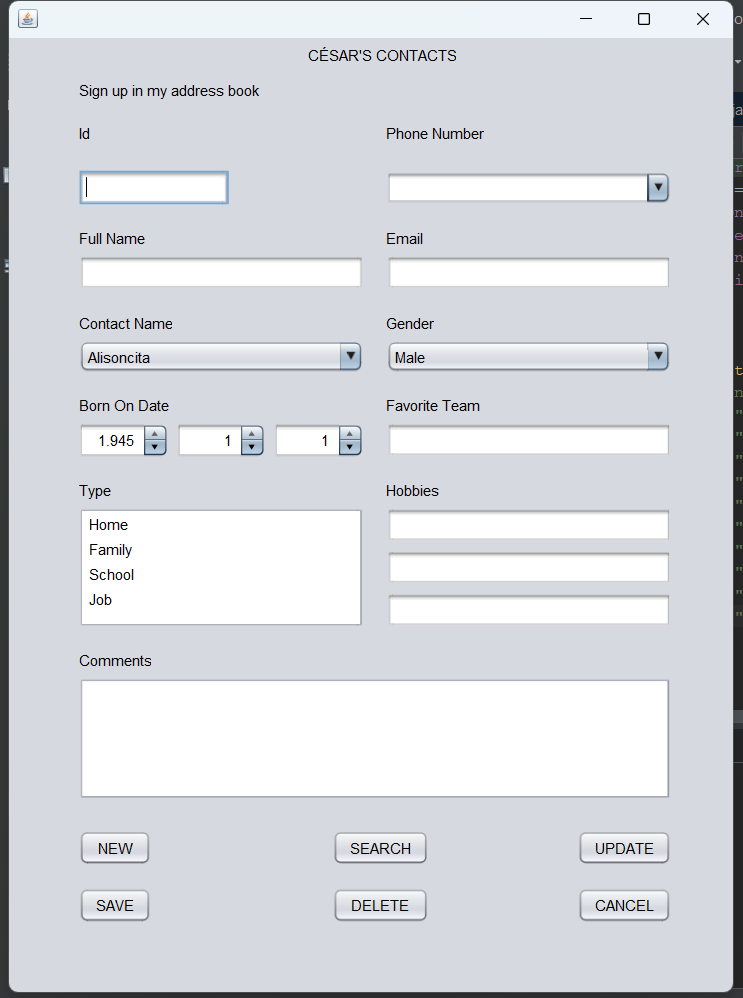 CÉSAR'S CONTACTS
Sign up in my address book
Id
Phone Number
Full Name
Email
Contact Name
Gender
Alisoncita
Male
Born On Date
Favorite Team
1.945
1
1
Type
Hobbies
Home
Family
School
Job
Comments
NEW
SEARCH
UPDATE
SAVE
DELETE
CANCEL